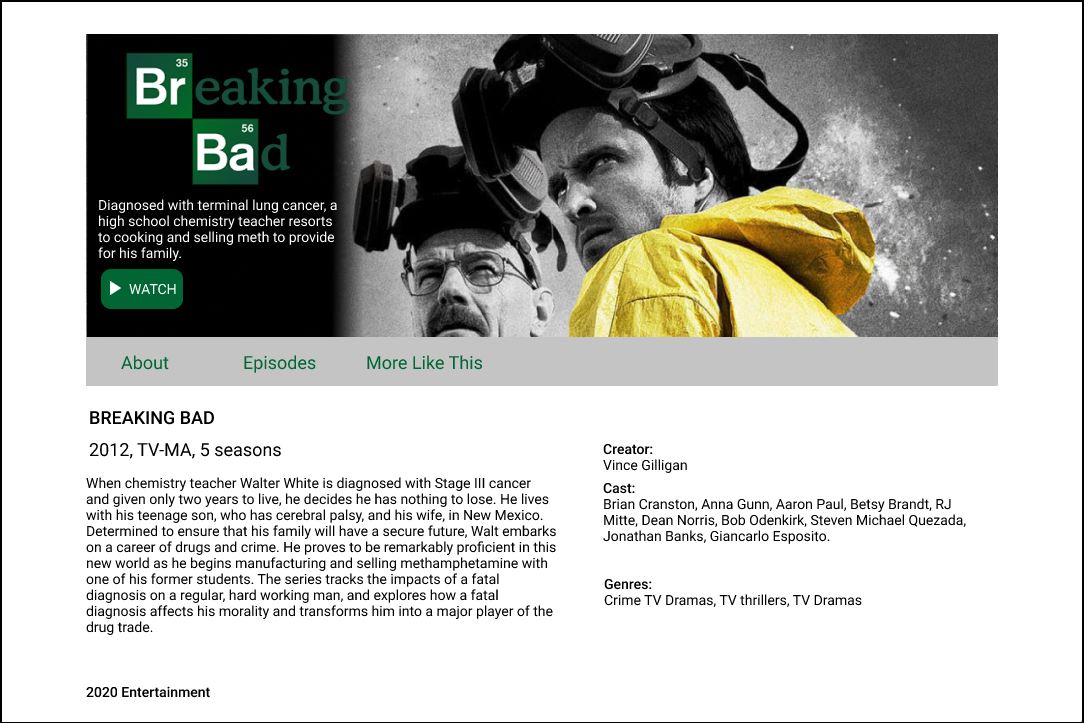 35
Breaking
56
Bad
Diagnosed with terminal lung cancer, a
high school chemistry teacher resorts
to cooking and selling meth to provide
for his family.
WATCH
About Episodes More Like This
BREAKING BAD
2012, TV-MA, 5 seasons
When chemistry teacher Walter White is diagnosed with Stage III cancer
and given only two years to live, he decides he has nothing to lose. He lives
with his teenage son, who has cerebral palsy, and his wife, in New Mexico.
Determined to ensure that his family will have a secure future, Walt embarks
on a career of drugs and crime. He proves to be remarkably proficient in this
new world as he begins manufacturing and selling methamphetamine with
one of his former students. The series tracks the impacts of a fatal
diagnosis on a regular, hard working man, and explores how a fatal
diagnosis affects his morality and transforms him into a major player of the
drug trade.
Creator:
Vince Gilligan
Cast:
Brian Cranston, Anna Gunn, Aaron Paul, Betsy Brandt, RJ
Mitte, Dean Norris, Bob Odenkirk, Steven Michael Quezada,
Jonathan Banks, Giancarlo Esposito.
Genres:
Crime TV Dramas, TV thrillers, TV Dramas
2020 Entertainment